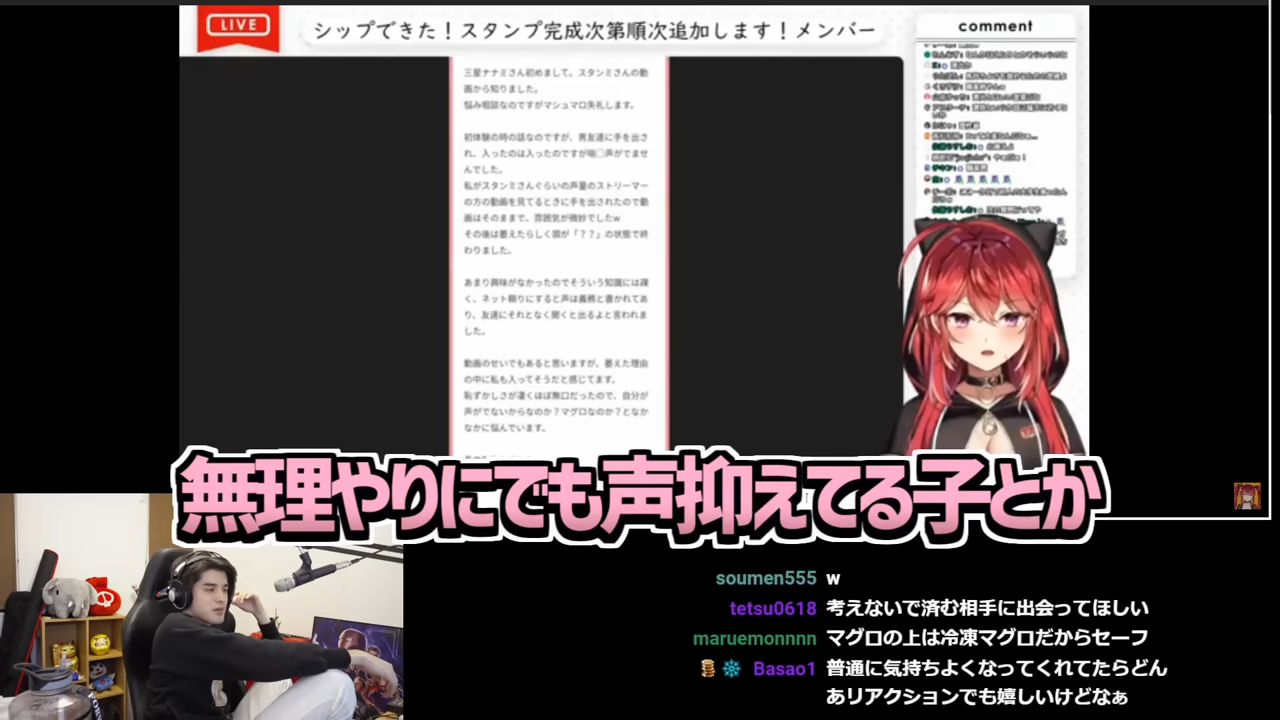 LIVE
シップできた！スタンプ完成次第順次追加します！メンバー
comment
三星ナナミさん初めまして。スタンミさんの動
画から知りました。
悩み相談なのですがマシュマロ失礼します。
初体験の時の話なのですが、男友達に手を出さ
れ、入ったのは入ったのですが喘○声がでませ
んでした。
私がスタンミさんぐらいの声量のストリーマー
の方の動画を見てるときに手を出されたので動
画はそのままで、雰囲気が微妙でしたw
その後は萎えたらしく頭が「？？」の状態で終
わりました。
あまり興味がなかったのでそういう知識には疎
く、ネット頼りにすると声は義務と書かれてあ
り、友達にそれとなく聞くと出るよと言われま
した。
動画のせいでもあると思いますが、萎えた理由
の中に私も入ってそうだと感じてます。
恥ずかしさが凄くほぼ無口だったので、自分が
声がでないからなのか？マグロなのか？となか
なかに悩んでいます。
無理やりにでも声抑えてる子とか
soumen555 w
tetsu0618 考えないで済む相手に出会ってほしい
maruemonnnn マグロの上は冷凍マグロだからセーフ
Basao1 普通に気持ちよくなってくれてたらどん
あリアクションでも嬉しいけどなぁ